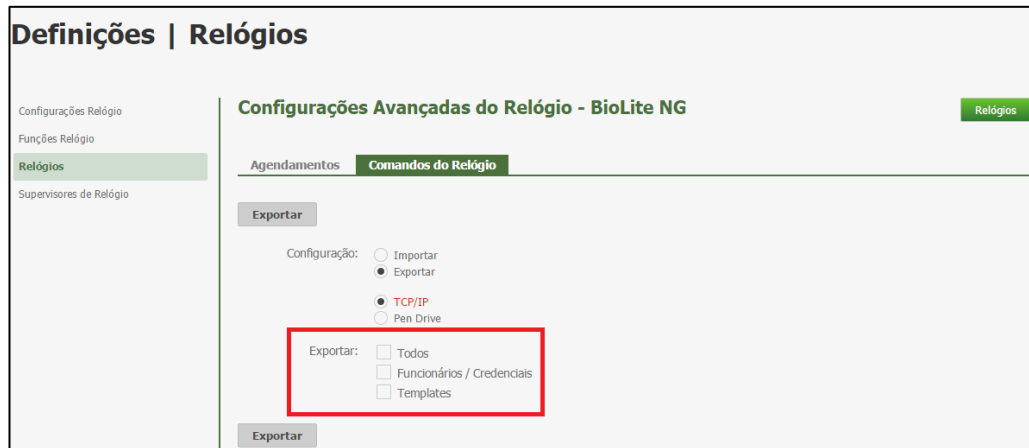 Definições | Relógios
Configurações Relógio
Funções Relógio
Relógios
Supervisores de Relógio
Configurações Avançadas do Relógio - BioLite NG
Relógios
Agendamentos
Comandos do Relógio
Exportar
Configuração:
Importar
Exportar
TCP/IP
Pen Drive
Exportar:
Todos
Funcionários / Credenciais
Templates
Exportar